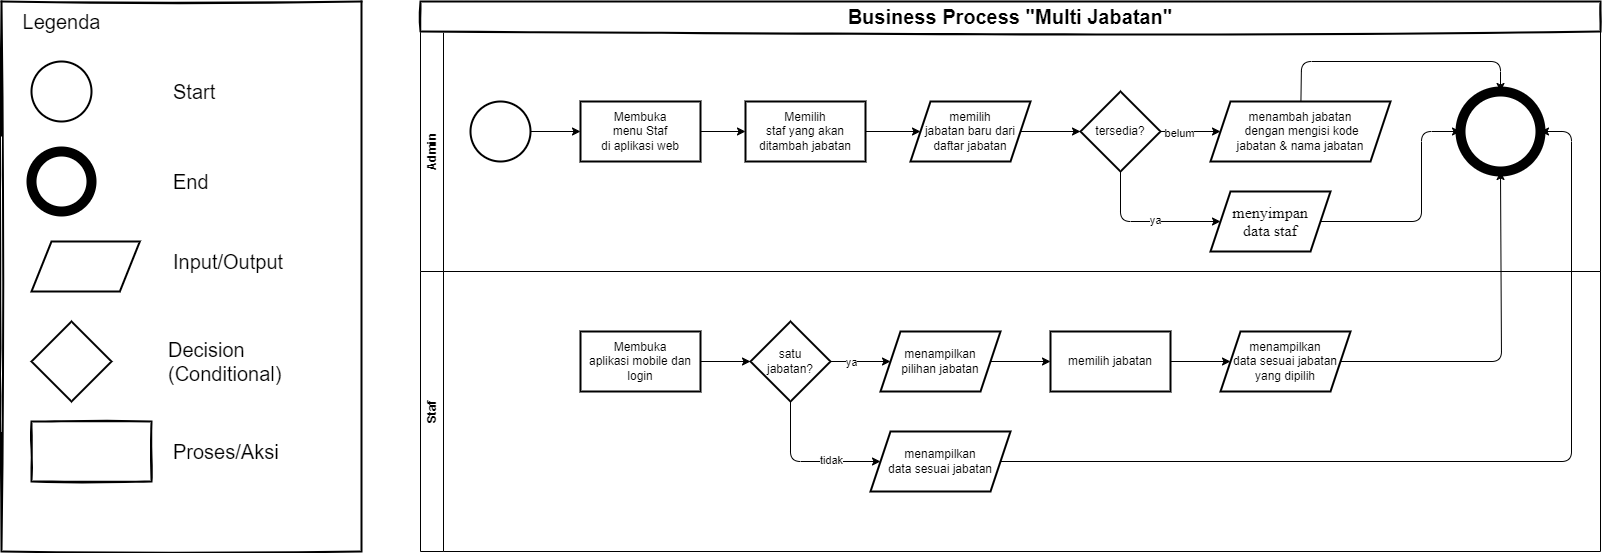 Legenda
Start
End
Input/Output
Decision
(Conditional)
Proses/Aksi
Business Process "Multi Jabatan"
Admin
Membuka
menu Staf
di aplikasi web
Memilih
staf yang akan
ditambah jabatan
memilih
jabatan baru dari
daftar jabatan
tersedia?
belum
menambah jabatan
dengan mengisi kode
jabatan & nama jabatan
ya
menyimpan
data staf
Staf
Membuka
aplikasi mobile dan
login
satu
jabatan?
ya
menampilkan
pilihan jabatan
memilih jabatan
menampilkan
data sesuai jabatan
yang dipilih
tidak
menampilkan
data sesuai jabatan